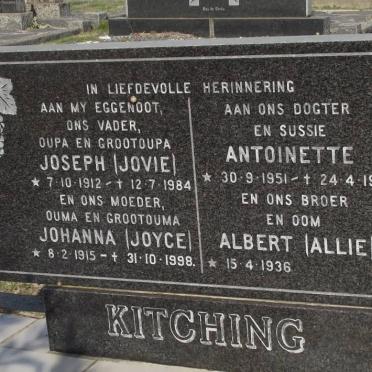 IN LIEFDEVOLLE HERINNERING
AAN MY EGGENOOT,
ONS VADER,
OUPA EN GROOTOUPA
JOSEPH (JOVIE)
★ 7·10·1912 – † 12·7·1984
EN ONS MOEDER,
OUMA EN GROOTOUMA
JOHANNA (JOYCE)
★ 8·2·1915 – † 31·10·1998.
AAN ONS DOGTER
EN SUSSIE
ANTOINETTE
★ 30·9·1951 – † 24·4·19
EN ONS BROER
EN OOM
ALBERT (ALLIE)
★ 15·4·1936
KITCHING